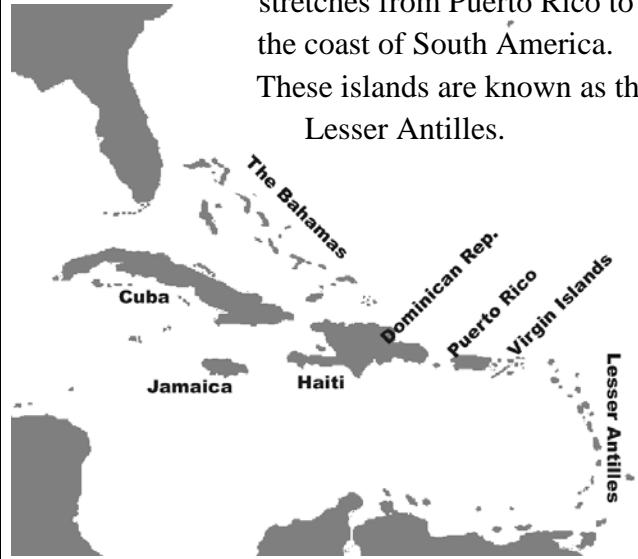 stretches from Puerto Rico to
the coast of South America.
These islands are known as
Lesser Antilles.
The Bahamas
Dominican Rep.
Puerto Rico
Virgin Islands
Cuba
Jamaica
Haiti
Lesser Antilles